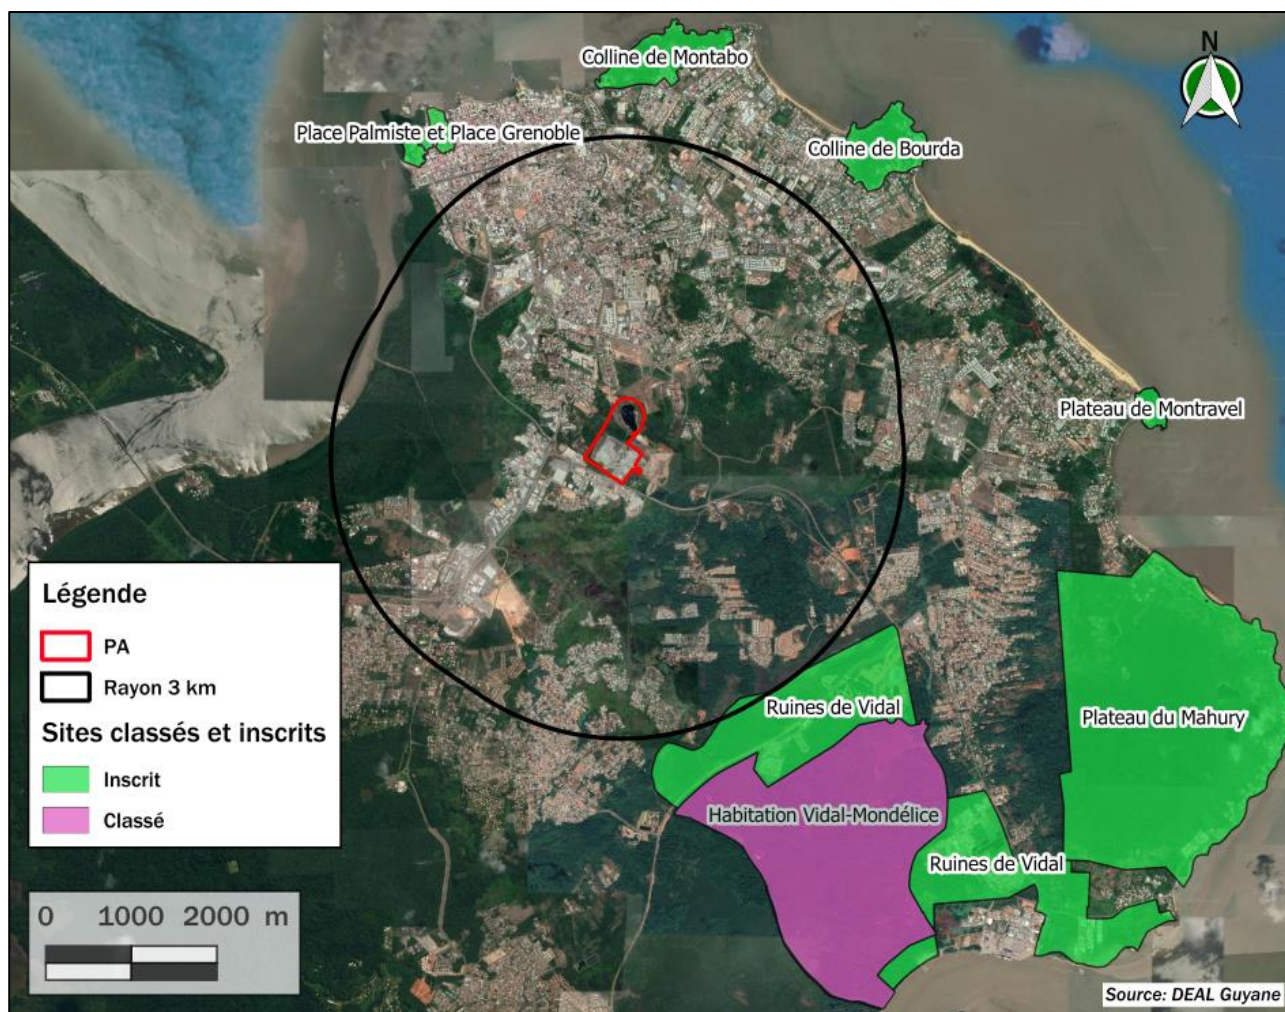 Colline de Montabo
N
Place Palmiste et Place Grenoble
Colline de Bourda
Plateau de Montravel
Légende
PA
Rayon 3 km
Sites classés et inscrits
Inscrit
Classé
Ruines de Vidal
Plateau du Mahury
Habitation Vidal-Mondélice
Ruines de Vidal
0 1000 2000 m
Source: DEAL Guyane